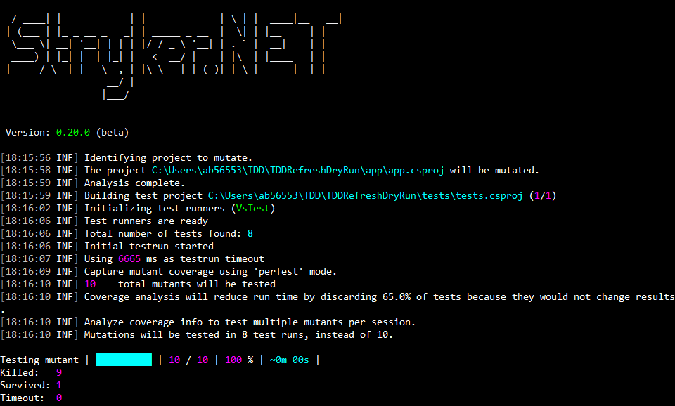 Stryker.NET
Version: 0.20.0 (beta)
[18:15:56 INF] Identifying project to mutate.
[18:15:58 INF] The project C:\Users\ab56553\TDD\TDDRefreshDryRun\app\app.csproj will be mutated.
[18:15:59 INF] Analysis complete.
[18:15:59 INF] Building test project C:\Users\ab56553\TDD\TDDRefreshDryRun\tests\tests.csproj (1/1)
[18:16:02 INF] Initializing test runners (VsTest)
[18:16:06 INF] Test runners are ready
[18:16:06 INF] Total number of tests found: 8
[18:16:06 INF] Initial testrun started
[18:16:07 INF] Using 6665 ms as testrun timeout
[18:16:09 INF] Capture mutant coverage using 'perTest' mode.
[18:16:10 INF] 10    total mutants will be tested
[18:16:10 INF] Coverage analysis will reduce run time by discarding 65.0% of tests because they would not change results
.
[18:16:10 INF] Analyze coverage info to test multiple mutants per session.
[18:16:10 INF] Mutations will be tested in 8 test runs, instead of 10.
Testing mutant | | 10 / 10 | 100 % | ~0m 00s |
Killed:   9
Survived: 1
Timeout:  0